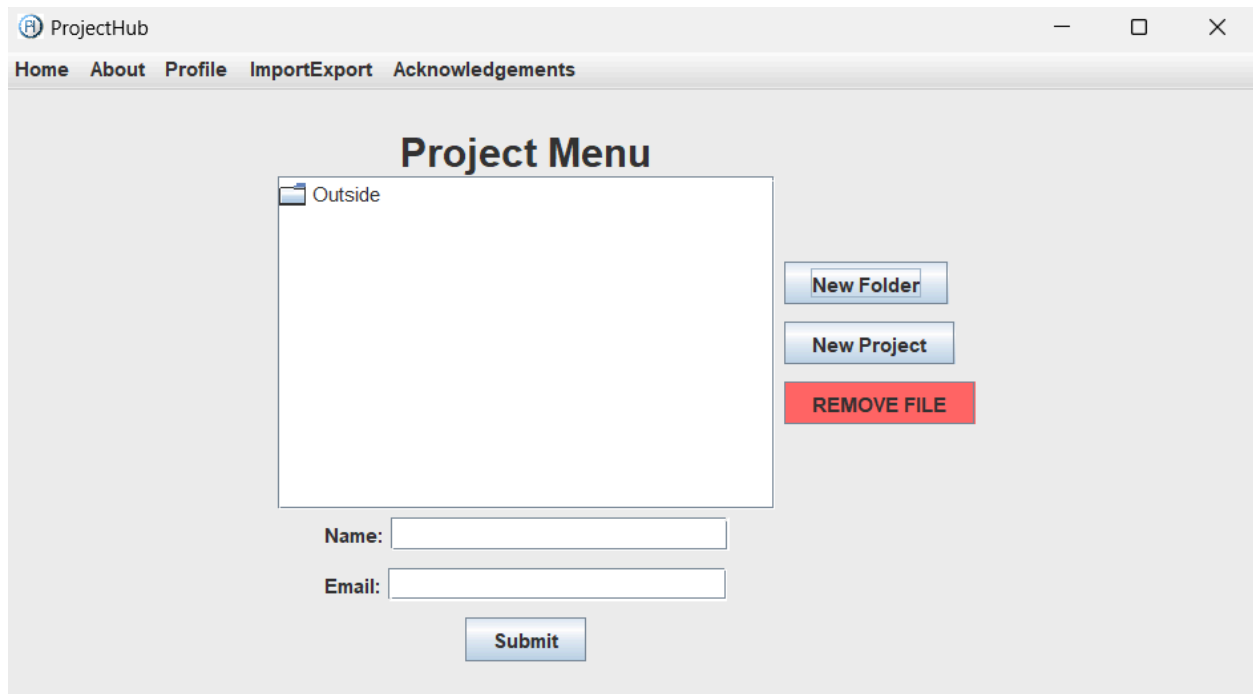 ProjectHub
Home About Profile ImportExport Acknowledgements
Project Menu
Outside
New Folder
New Project
REMOVE FILE
Name:
Email:
Submit